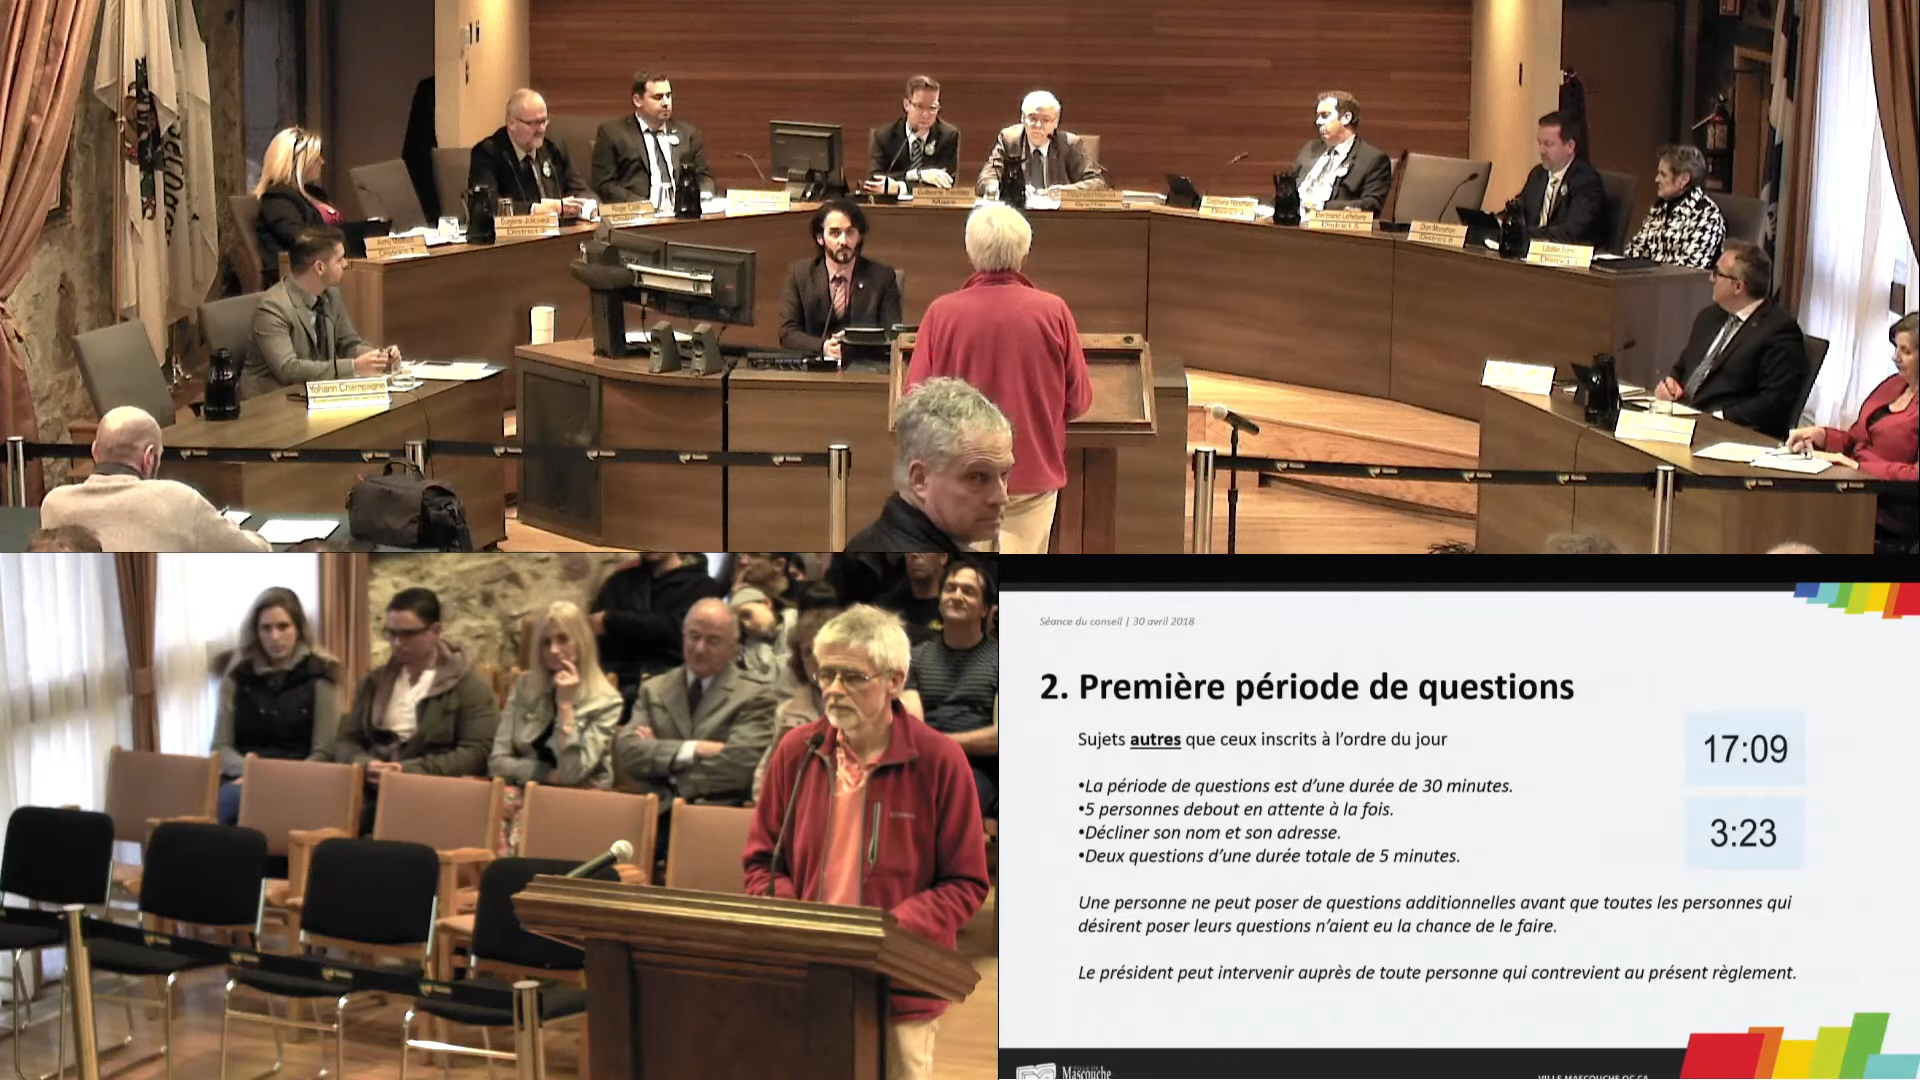 Yohann Champagne
Maire
Séance du conseil | 30 avril 2018
2. Première période de questions
Sujets autres que ceux inscrits à l'ordre du jour
17:09
•La période de questions est d'une durée de 30 minutes.
•5 personnes debout en attente à la fois.
3:23
•Décliner son nom et son adresse.
•Deux questions d'une durée totale de 5 minutes.
Une personne ne peut poser de questions additionnelles avant que toutes les personnes qui
désirent poser leurs questions n'aient eu la chance de le faire.
Le président peut intervenir auprès de toute personne qui contrevient au présent règlement.
Mascouche
VILLE.MASCOUCHE.QC.CA